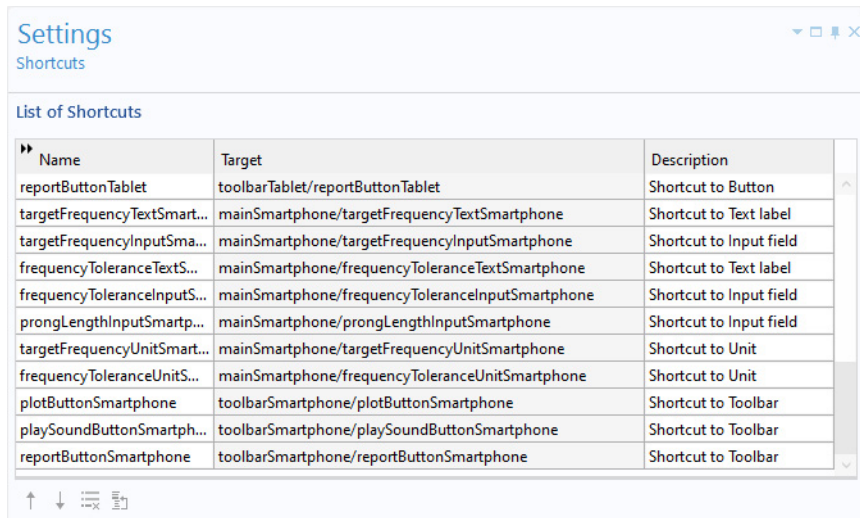 Settings
Shortcuts
List of Shortcuts
Name Target Description
reportButtonTablet toolbarTablet/reportButtonTablet Shortcut to Button
targetFrequencyTextSmart... mainSmartphone/targetFrequencyTextSmartphone Shortcut to Text label
targetFrequencyInputSma... mainSmartphone/targetFrequencyInputSmartphone Shortcut to Input field
frequencyToleranceTextS... mainSmartphone/frequencyToleranceTextSmartphone Shortcut to Text label
frequencyToleranceInputS... mainSmartphone/frequencyToleranceInputSmartphone Shortcut to Input field
prongLengthInputSmartp... mainSmartphone/prongLengthInputSmartphone Shortcut to Input field
targetFrequencyUnitSmart... mainSmartphone/targetFrequencyUnitSmartphone Shortcut to Unit
frequencyToleranceUnitS... mainSmartphone/frequencyToleranceUnitSmartphone Shortcut to Unit
plotButtonSmartphone toolbarSmartphone/plotButtonSmartphone Shortcut to Toolbar
playSoundButtonSmartph... toolbarSmartphone/playSoundButtonSmartphone Shortcut to Toolbar
reportButtonSmartphone toolbarSmartphone/reportButtonSmartphone Shortcut to Toolbar